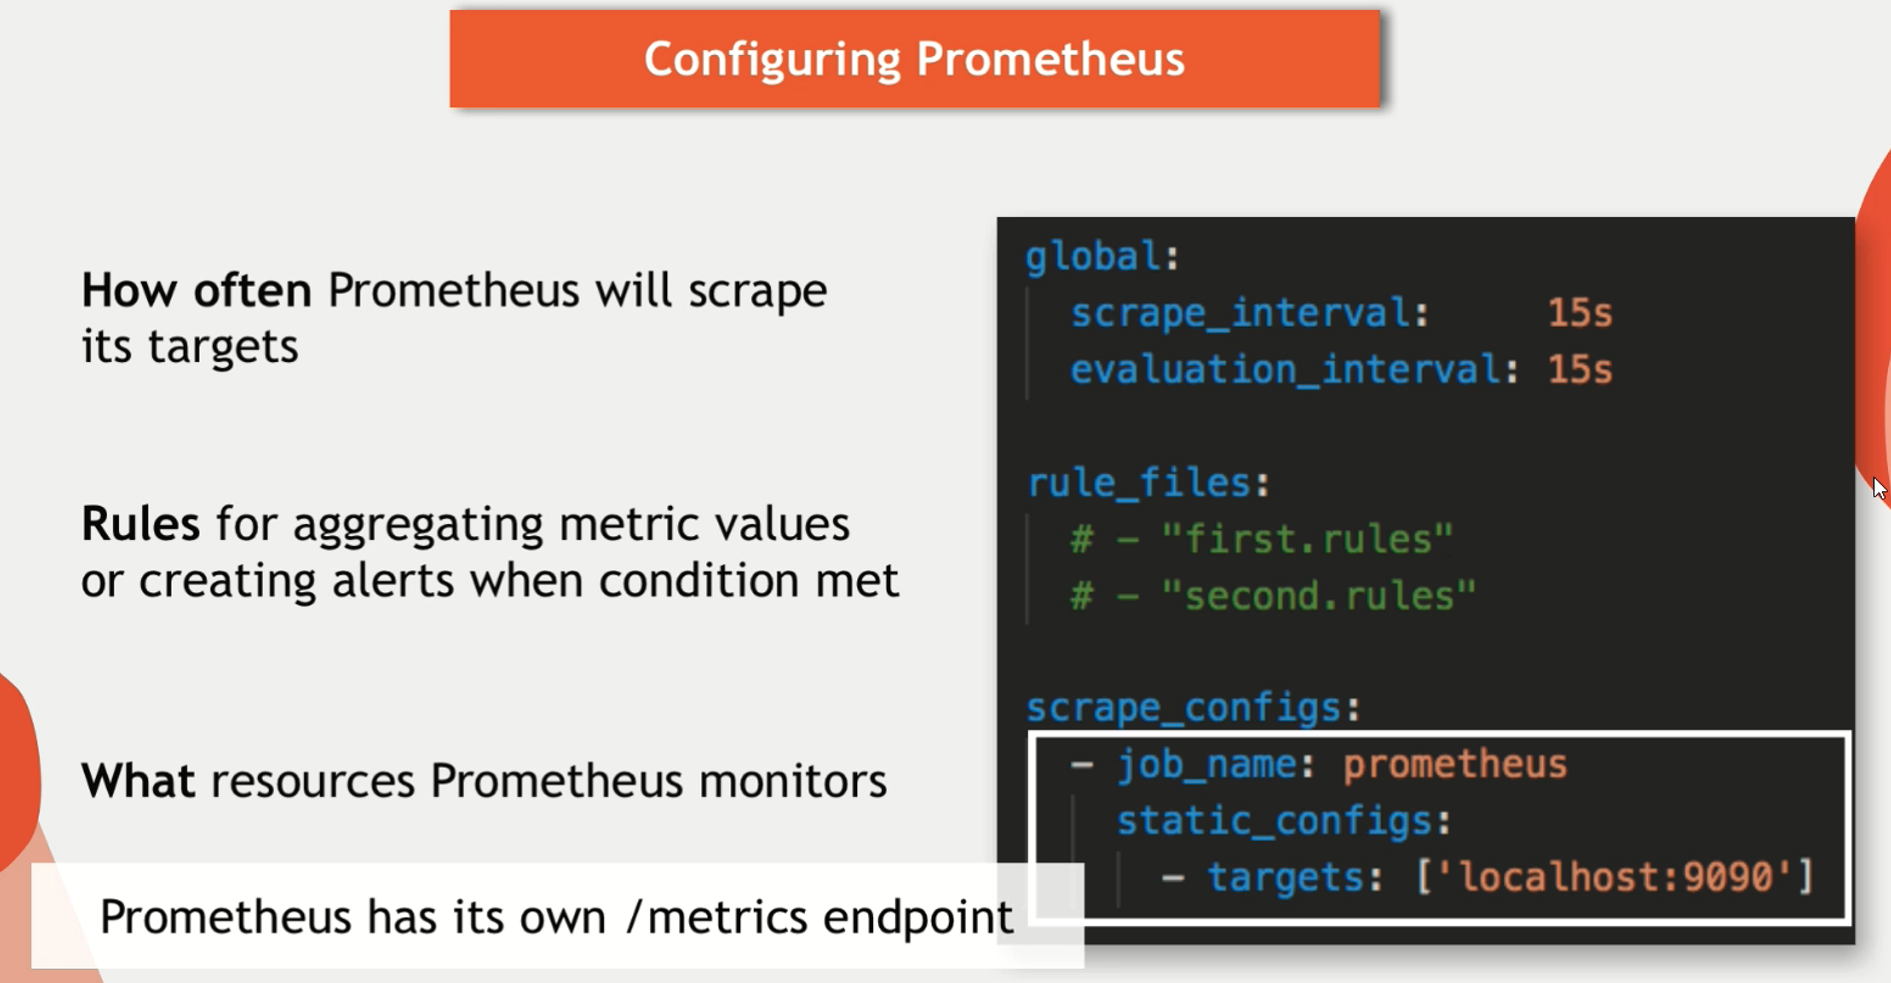 Configuring Prometheus
How often Prometheus will scrape
its targets
Rules for aggregating metric values
or creating alerts when condition met
What resources Prometheus monitors
Prometheus has its own /metrics endpoint
global:
  scrape_interval:     15s
  evaluation_interval: 15s
rule_files:
  # - "first.rules"
  # - "second.rules"
scrape_configs:
  - job_name: prometheus
    static_configs:
      - targets: ['localhost:9090']